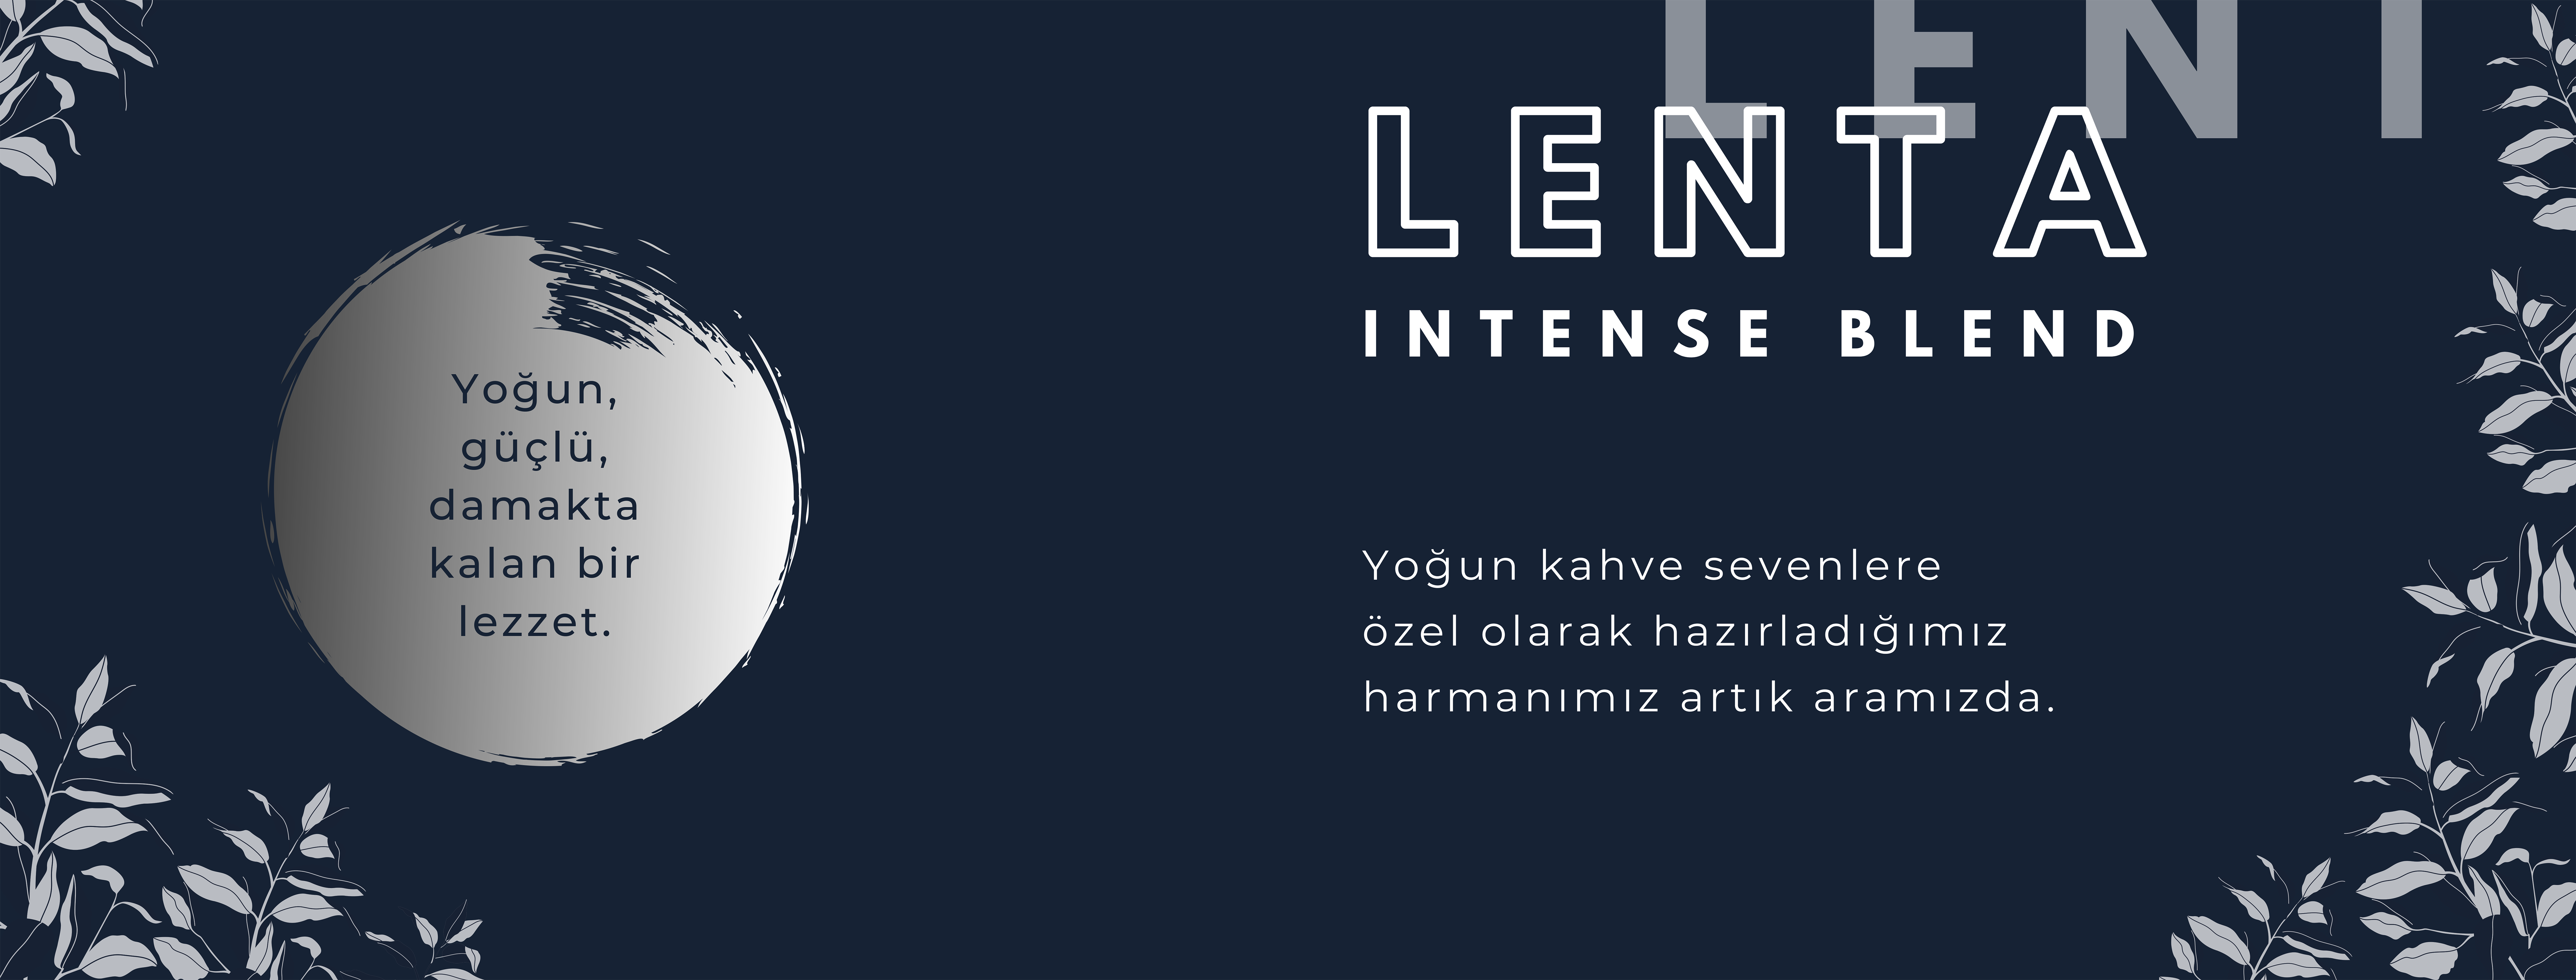 LENT
LENTA
INTENSE BLEND
Yoğun,
güçlü,
damakta
kalan bir
lezzet.
Yoğun kahve sevenlere
özel olarak hazırladığımız
harmanımız artık aramızda.